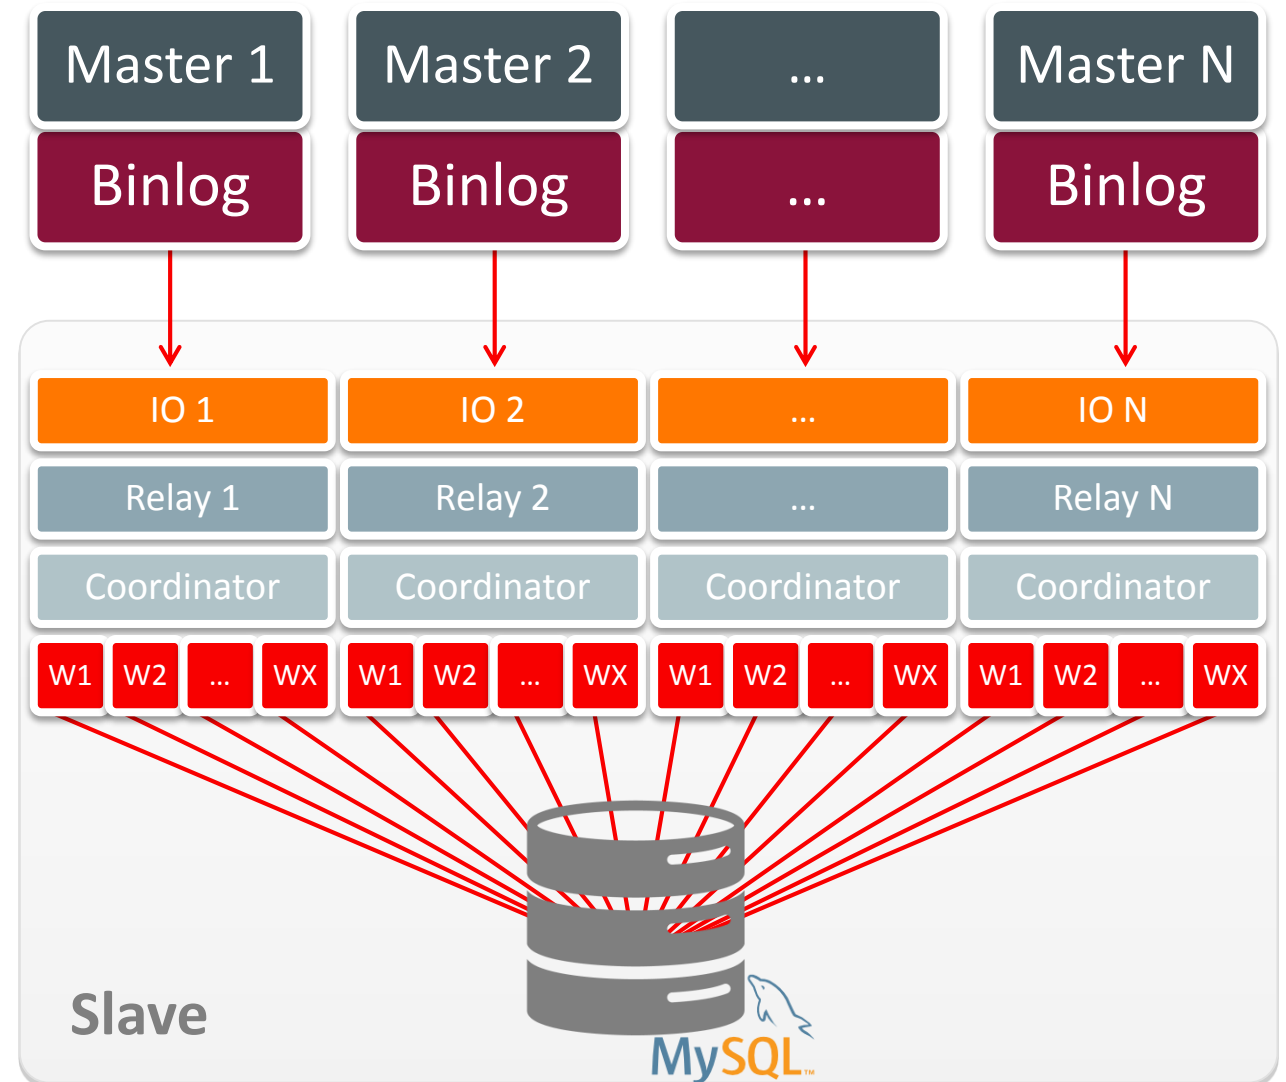 Master 1 Master 2 ... Master N
Binlog Binlog ... Binlog
IO 1 IO 2 ... IO N
Relay 1 Relay 2 ... Relay N
Coordinator Coordinator Coordinator Coordinator
W1 W2 ... WX W1 W2 ... WX W1 W2 ... WX W1 W2 ... WX
Slave
MySQL™